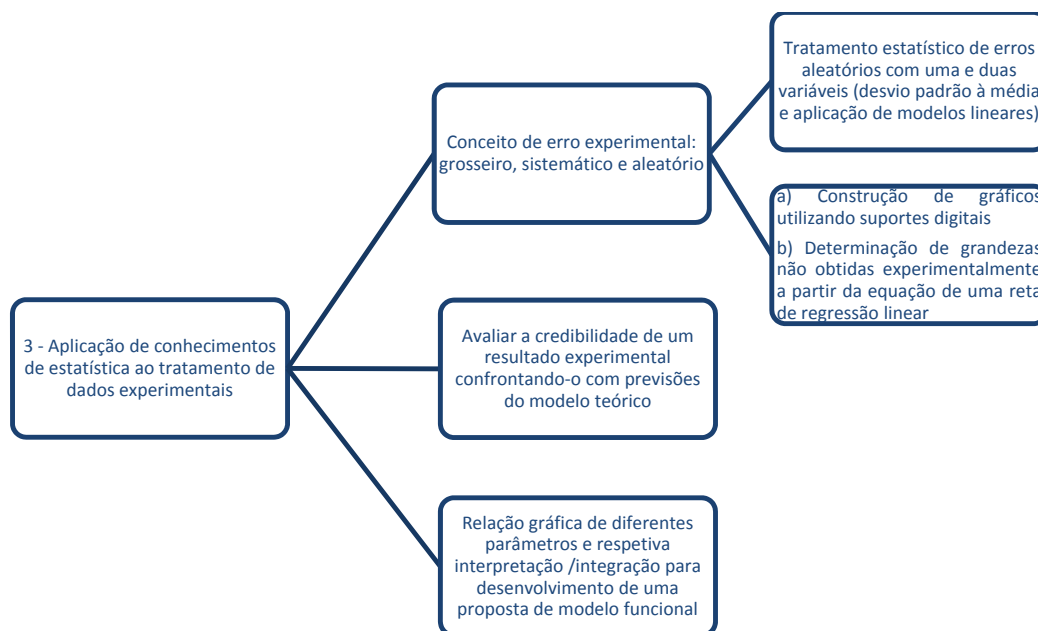 Tratamento estatístico de erros
aleatórios com uma e duas
variáveis (desvio padrão à média
e aplicação de modelos lineares)
Conceito de erro experimental:
grosseiro, sistemático e aleatório
a) Construção de gráficos
utilizando suportes digitais
b) Determinação de grandezas
não obtidas experimentalmente
a partir da equação de uma reta
de regressão linear
3 - Aplicação de conhecimentos
de estatística ao tratamento de
dados experimentais
Avaliar a credibilidade de um
resultado experimental
confrontando-o com previsões
do modelo teórico
Relação gráfica de diferentes
parâmetros e respetiva
interpretação /integração para
desenvolvimento de uma
proposta de modelo funcional